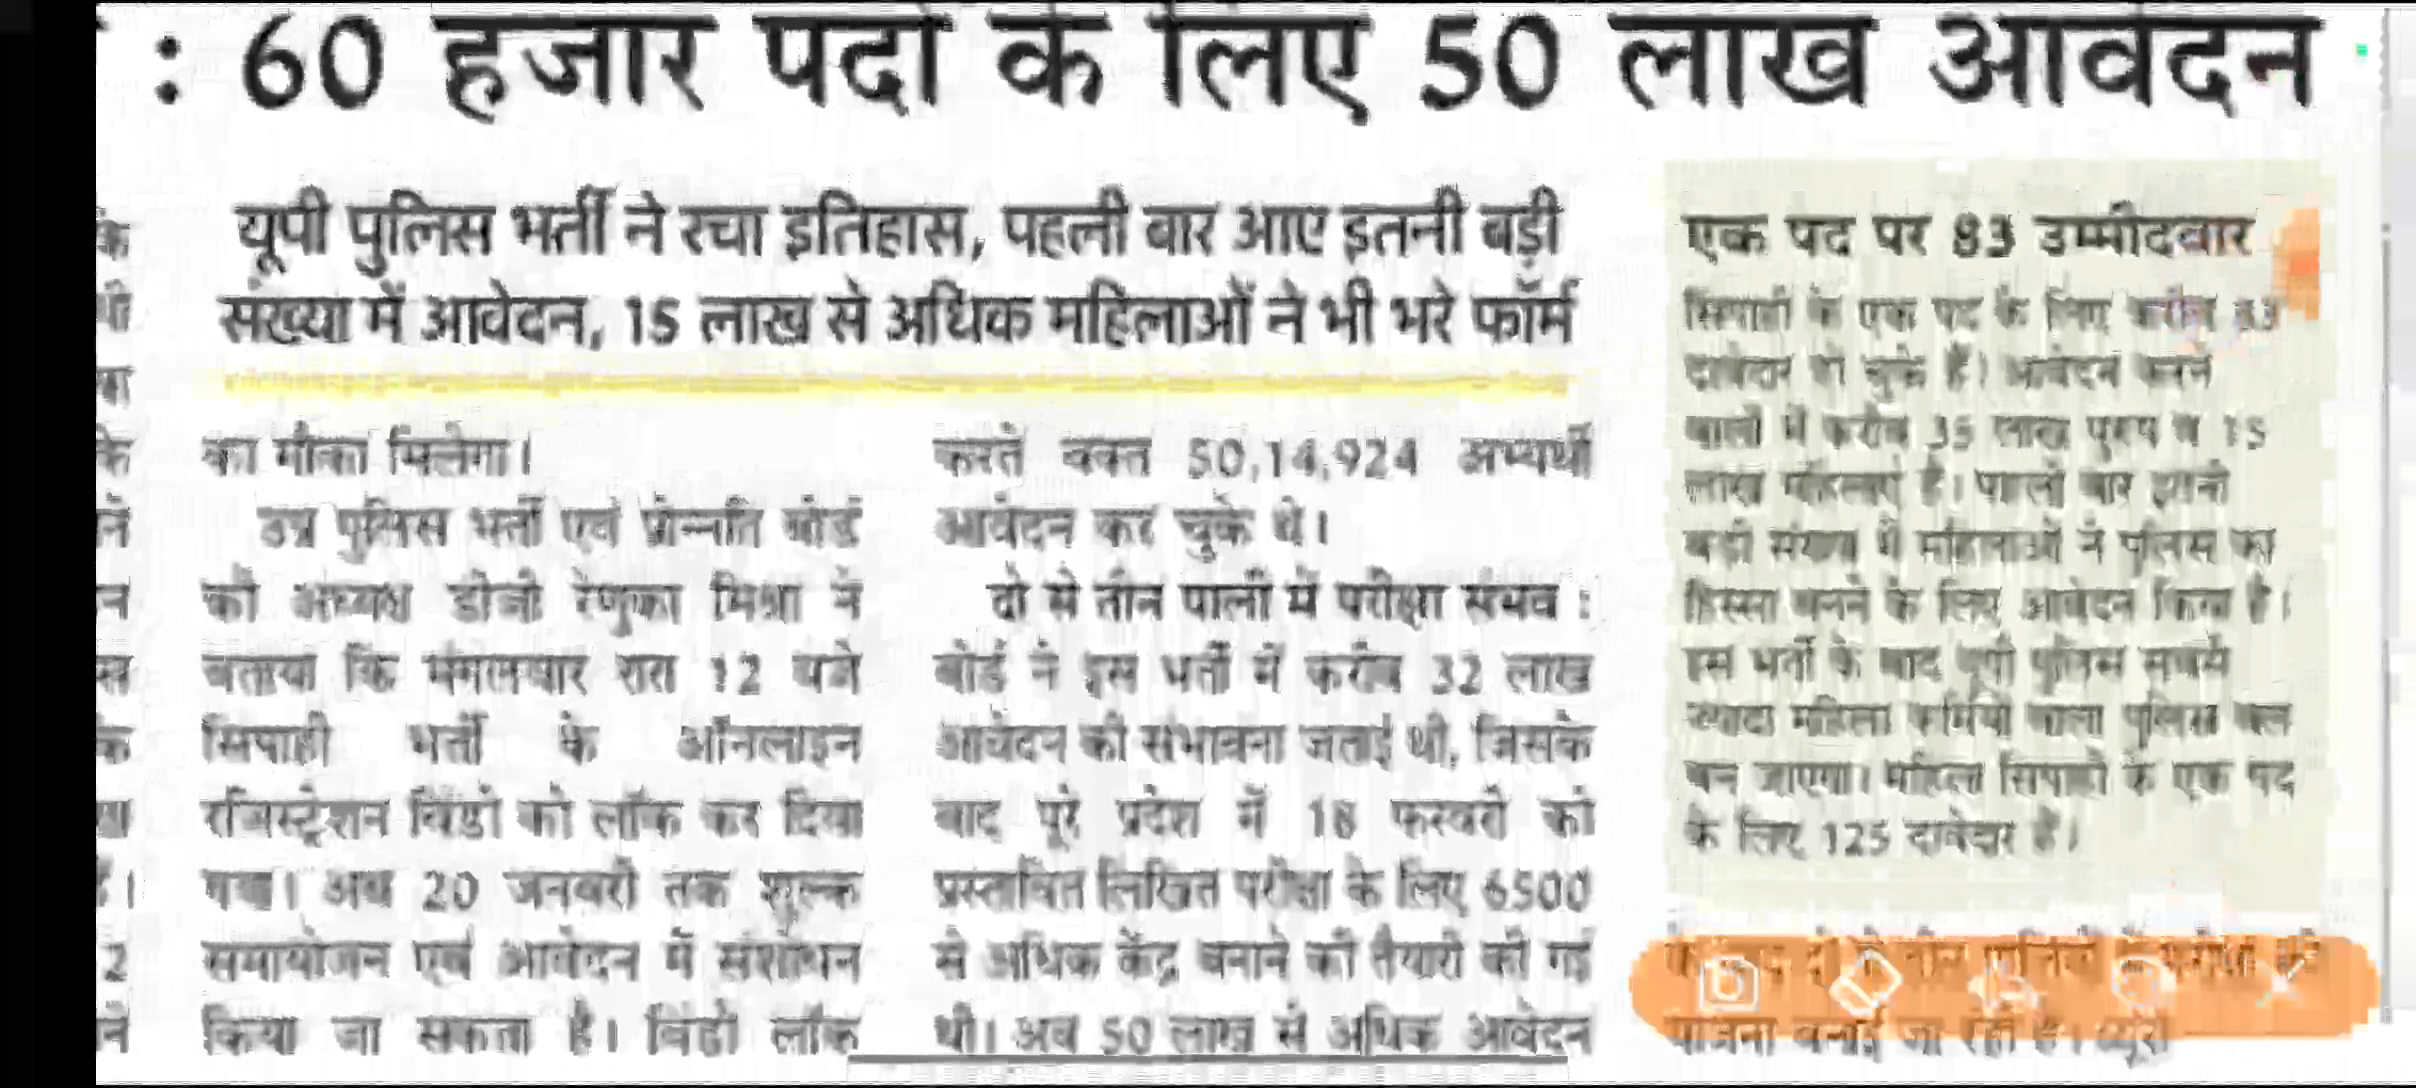 : 60 हजार पदों के लिए 50 लाख आवेदन
यूपी पुलिस भर्ती ने रचा इतिहास, पहली बार आए इतनी बड़ी
संख्या में आवेदन, 15 लाख से अधिक महिलाओं ने भी भरे फॉर्म
का मौका मिलेगा।
उप्र पुलिस भर्ती एवं प्रोन्नति बोर्ड
की अध्यक्ष डीजी रेणुका मिश्रा ने
बताया कि मंगलवार रात 12 बजे
सिपाही भर्ती के ऑनलाइन
रजिस्ट्रेशन विंडो को लॉक कर दिया
गया। अब 20 जनवरी तक शुल्क
समायोजन एवं आवेदन में संशोधन
किया जा सकता है। विंडो लॉक
करते वक्त 50,14,924 अभ्यर्थी
आवेदन कर चुके थे।
दो से तीन पाली में परीक्षा संभव :
बोर्ड ने इस भर्ती में करीब 32 लाख
आवेदन की संभावना जताई थी, जिसके
बाद पूरे प्रदेश में 18 फरवरी को
प्रस्तावित लिखित परीक्षा के लिए 6500
से अधिक केंद्र बनाने की तैयारी की गई
थी। अब 50 लाख से अधिक आवेदन
एक पद पर 83 उम्मीदवार
सिपाही के एक पद के लिए करीब 83
दावेदार हो चुके हैं। आवेदन करने
वालों में करीब 35 लाख पुरुष व 15
लाख महिलाएं हैं। पहली बार इतनी
बड़ी संख्या में महिलाओं ने पुलिस का
हिस्सा बनने के लिए आवेदन किया है।
इस भर्ती के बाद यूपी पुलिस सबसे
ज्यादा महिला कर्मियों वाला पुलिस बल
बन जाएगा। महिला सिपाही के एक पद
के लिए 125 दावेदार हैं।
योजना बनाई जा रही है। ब्यूरो